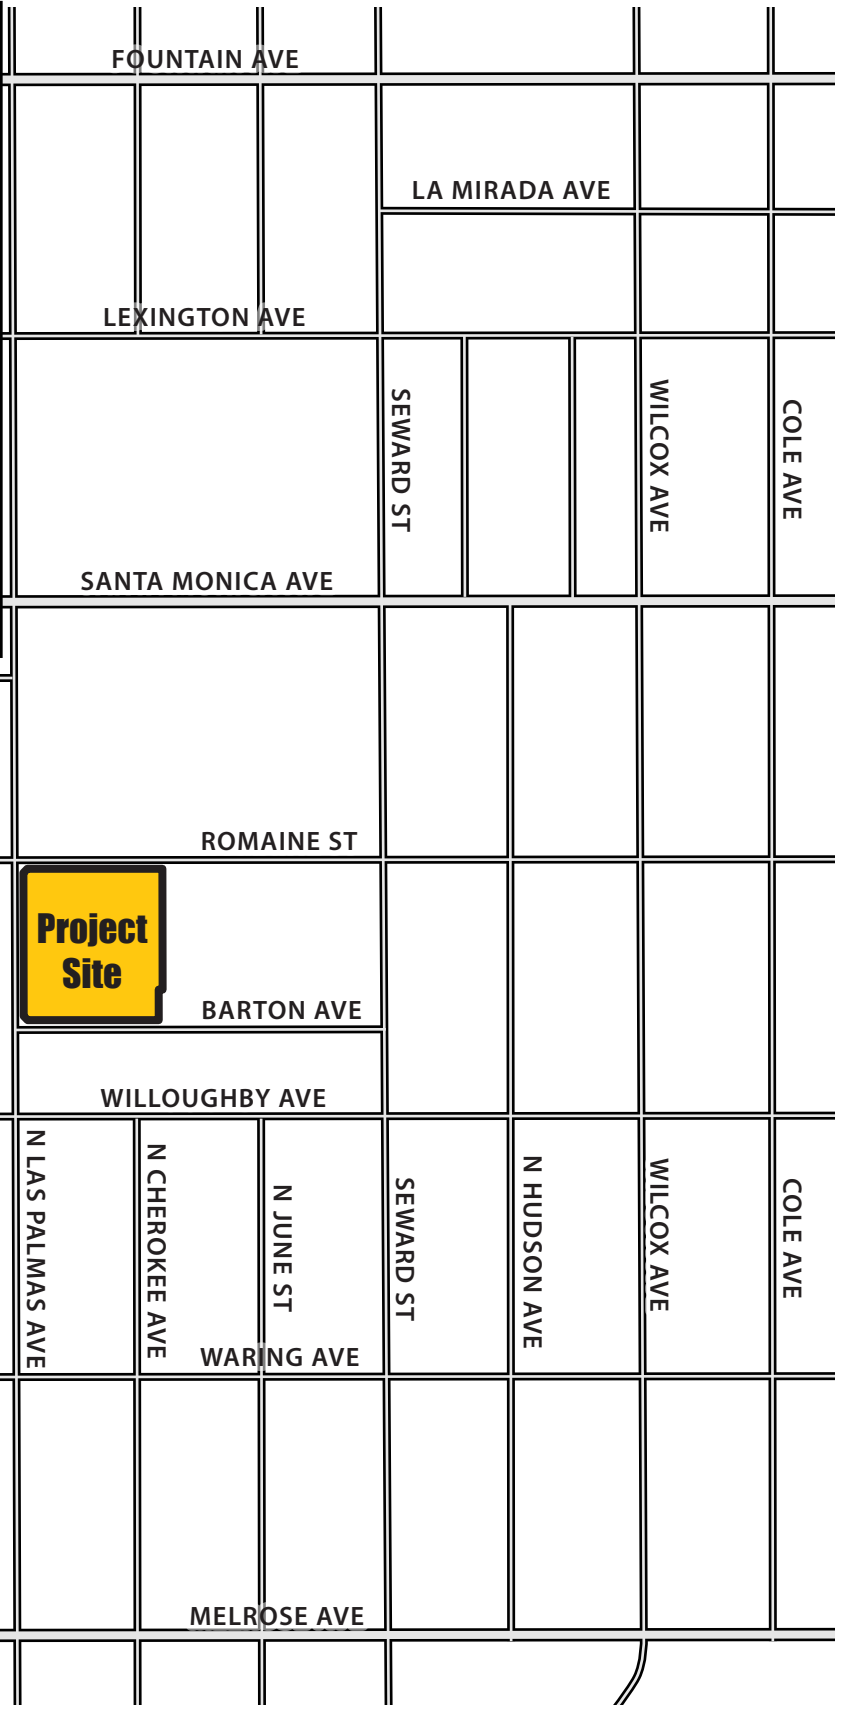 FOUNTAIN AVE
LA MIRADA AVE
LEXINGTON AVE
SEWARD ST
WILCOX AVE
COLE AVE
SANTA MONICA AVE
ROMAINE ST
Project
Site
BARTON AVE
WILLOUGHBY AVE
N LAS PALMAS AVE
N CHEROKEE AVE
N JUNE ST
SEWARD ST
N HUDSON AVE
WILCOX AVE
COLE AVE
WARING AVE
MELROSE AVE